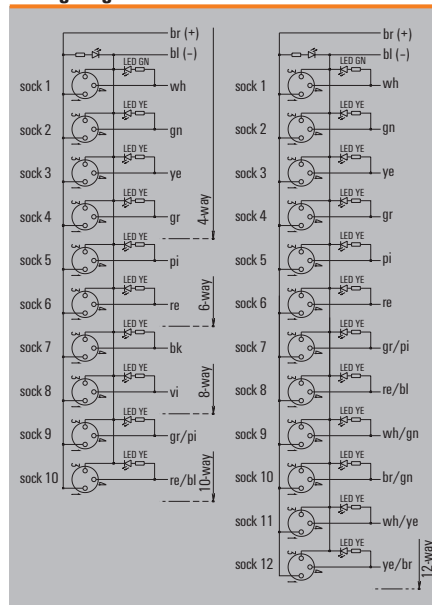 br (+)
bl (–)
LED GN
sock 1
wh
LED YE
sock 2
gn
LED YE
sock 3
ye
LED YE
sock 4
gr
4-way
LED YE
sock 5
pi
LED YE
sock 6
re
6-way
LED YE
sock 7
bk
LED YE
sock 8
vi
8-way
LED YE
sock 9
gr/pi
LED YE
sock 10
re/bl
10-way
br (+)
bl (–)
LED GN
sock 1
wh
LED YE
sock 2
gn
LED YE
sock 3
ye
LED YE
sock 4
gr
LED YE
sock 5
pi
LED YE
sock 6
re
LED YE
sock 7
gr/pi
LED YE
sock 8
re/bl
LED YE
sock 9
wh/gn
LED YE
sock 10
br/gn
LED YE
sock 11
wh/ye
LED YE
sock 12
ye/br
12-way